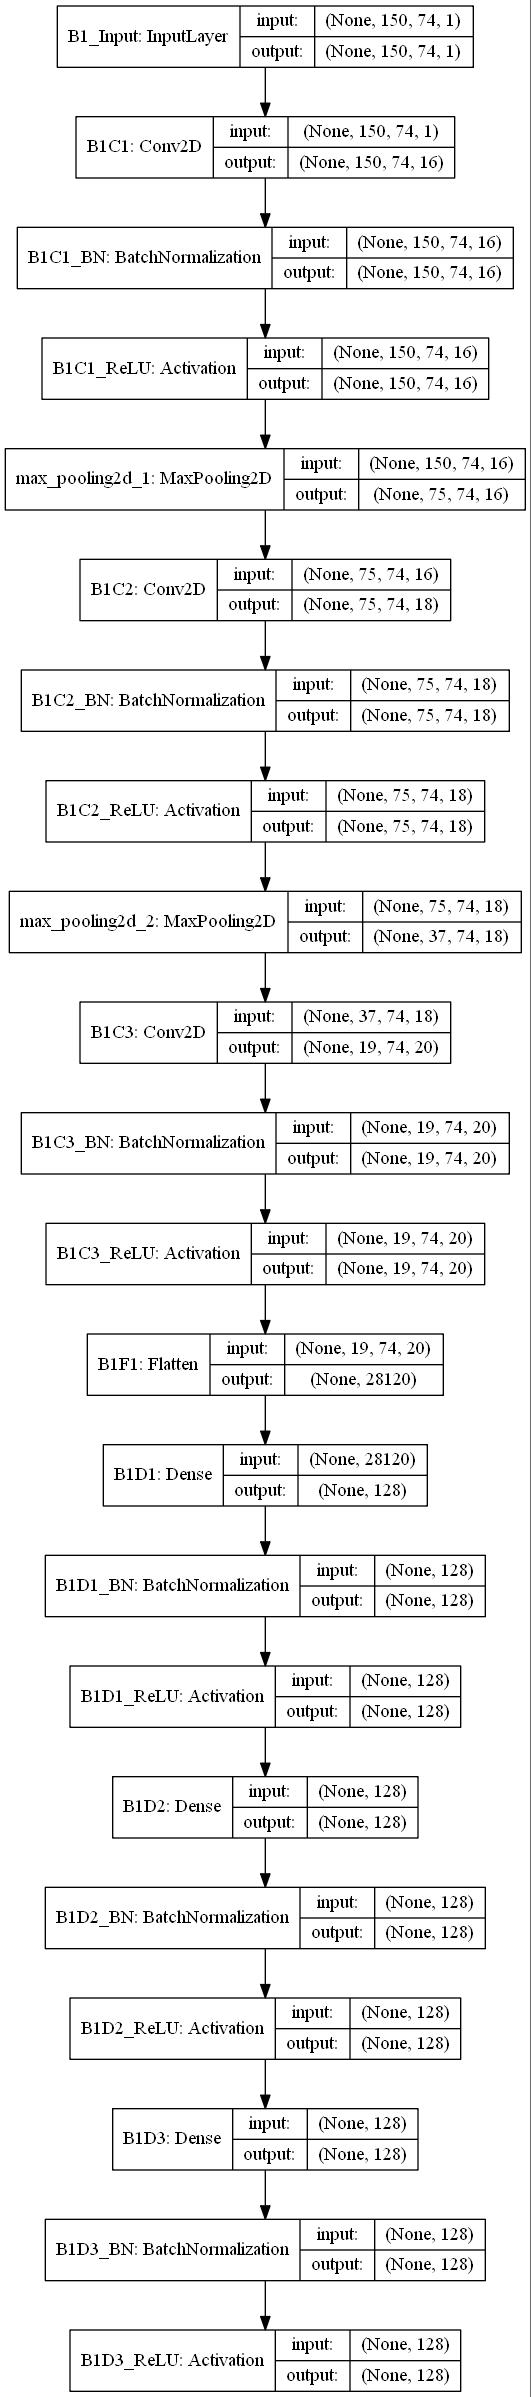 B1_Input: InputLayer
input: (None, 150, 74, 1)
output: (None, 150, 74, 1)
B1C1: Conv2D
input: (None, 150, 74, 1)
output: (None, 150, 74, 16)
B1C1_BN: BatchNormalization
input: (None, 150, 74, 16)
output: (None, 150, 74, 16)
B1C1_ReLU: Activation
input: (None, 150, 74, 16)
output: (None, 150, 74, 16)
max_pooling2d_1: MaxPooling2D
input: (None, 150, 74, 16)
output: (None, 75, 74, 16)
B1C2: Conv2D
input: (None, 75, 74, 16)
output: (None, 75, 74, 18)
B1C2_BN: BatchNormalization
input: (None, 75, 74, 18)
output: (None, 75, 74, 18)
B1C2_ReLU: Activation
input: (None, 75, 74, 18)
output: (None, 75, 74, 18)
max_pooling2d_2: MaxPooling2D
input: (None, 75, 74, 18)
output: (None, 37, 74, 18)
B1C3: Conv2D
input: (None, 37, 74, 18)
output: (None, 19, 74, 20)
B1C3_BN: BatchNormalization
input: (None, 19, 74, 20)
output: (None, 19, 74, 20)
B1C3_ReLU: Activation
input: (None, 19, 74, 20)
output: (None, 19, 74, 20)
B1F1: Flatten
input: (None, 19, 74, 20)
output: (None, 28120)
B1D1: Dense
input: (None, 28120)
output: (None, 128)
B1D1_BN: BatchNormalization
input: (None, 128)
output: (None, 128)
B1D1_ReLU: Activation
input: (None, 128)
output: (None, 128)
B1D2: Dense
input: (None, 128)
output: (None, 128)
B1D2_BN: BatchNormalization
input: (None, 128)
output: (None, 128)
B1D2_ReLU: Activation
input: (None, 128)
output: (None, 128)
B1D3: Dense
input: (None, 128)
output: (None, 128)
B1D3_BN: BatchNormalization
input: (None, 128)
output: (None, 128)
B1D3_ReLU: Activation
input: (None, 128)
output: (None, 128)